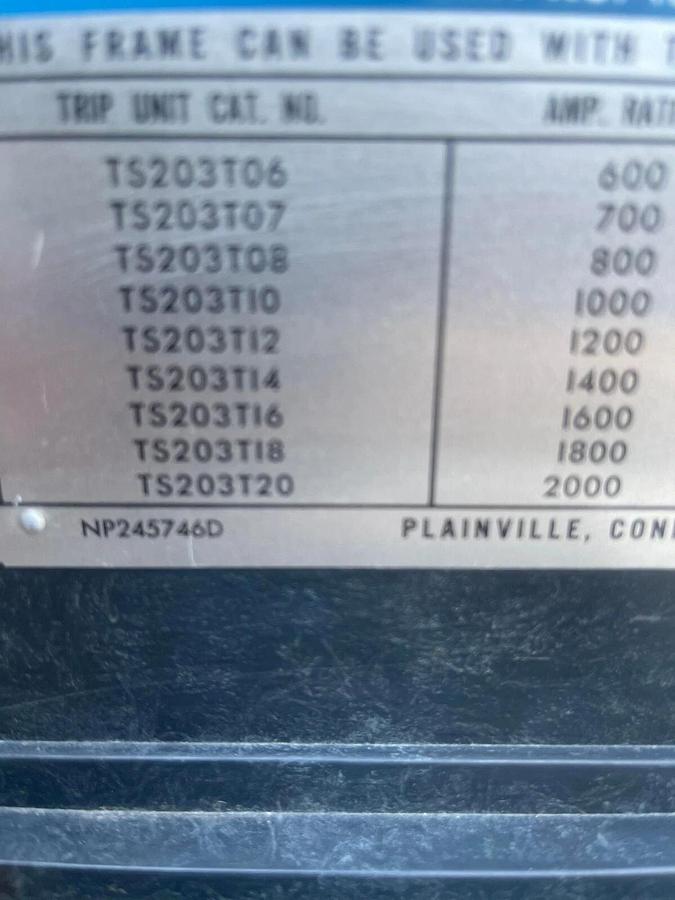 HIS FRAME CAN BE USED WITH T
TRIP UNIT CAT. NO. AMP. RATI
TS203T06 600
TS203T07 700
TS203T08 800
TS203T10 1000
TS203T12 1200
TS203T14 1400
TS203T16 1600
TS203T18 1800
TS203T20 2000
NP245746D PLAINVILLE, CON